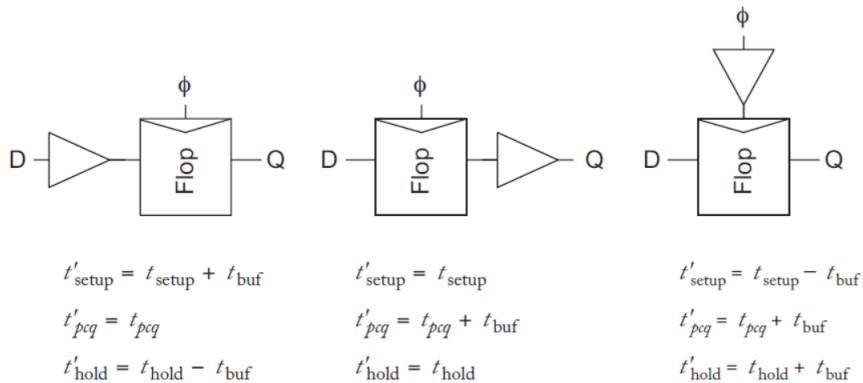 ϕ
ϕ
ϕ
D Flop Q
D Flop Q
D Flop Q
t′setup = tsetup + tbuf
t′pcq = tpcq
t′hold = thold − tbuf
t′setup = tsetup
t′pcq = tpcq + tbuf
t′hold = thold
t′setup = tsetup − tbuf
t′pcq = tpcq + tbuf
t′hold = thold + tbuf